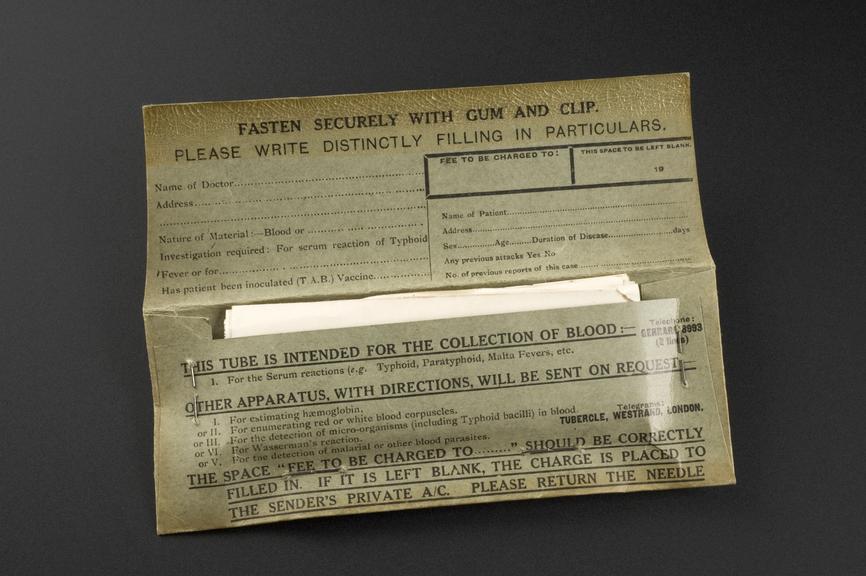 FASTEN SECURELY WITH GUM AND CLIP.
PLEASE WRITE DISTINCTLY FILLING IN PARTICULARS.
FEE TO BE CHARGED TO:
THIS SPACE TO BE LEFT BLANK.
19
Name of Doctor
Address
Nature of Material:—Blood or
Investigation required: For serum reaction of Typhoid
Fever or for
Has patient been inoculated (T.A.B.) Vaccine
Name of Patient
Address
Sex Age Duration of Disease days
Any previous attacks Yes No
No. of previous reports of this case
THIS TUBE IS INTENDED FOR THE COLLECTION OF BLOOD:—
Telephone:
GERRARD 8993
(2 lines)
1. For the Serum reactions (e.g. Typhoid, Paratyphoid, Malta Fevers, etc.
OTHER APPARATUS, WITH DIRECTIONS, WILL BE SENT ON REQUEST:—
I. For estimating hæmoglobin.
or II. For enumerating red or white blood corpuscles.
or III. For the detection of micro-organisms (including Typhoid bacilli) in blood
or VI. For Wasserman's reaction.
or V. For the detection of malarial or other blood parasites.
Telegrams:
TUBERCLE, WESTRAND, LONDON.
THE SPACE "FEE TO BE CHARGED TO........" SHOULD BE CORRECTLY
FILLED IN. IF IT IS LEFT BLANK, THE CHARGE IS PLACED TO
THE SENDER'S PRIVATE A/C. PLEASE RETURN THE NEEDLE